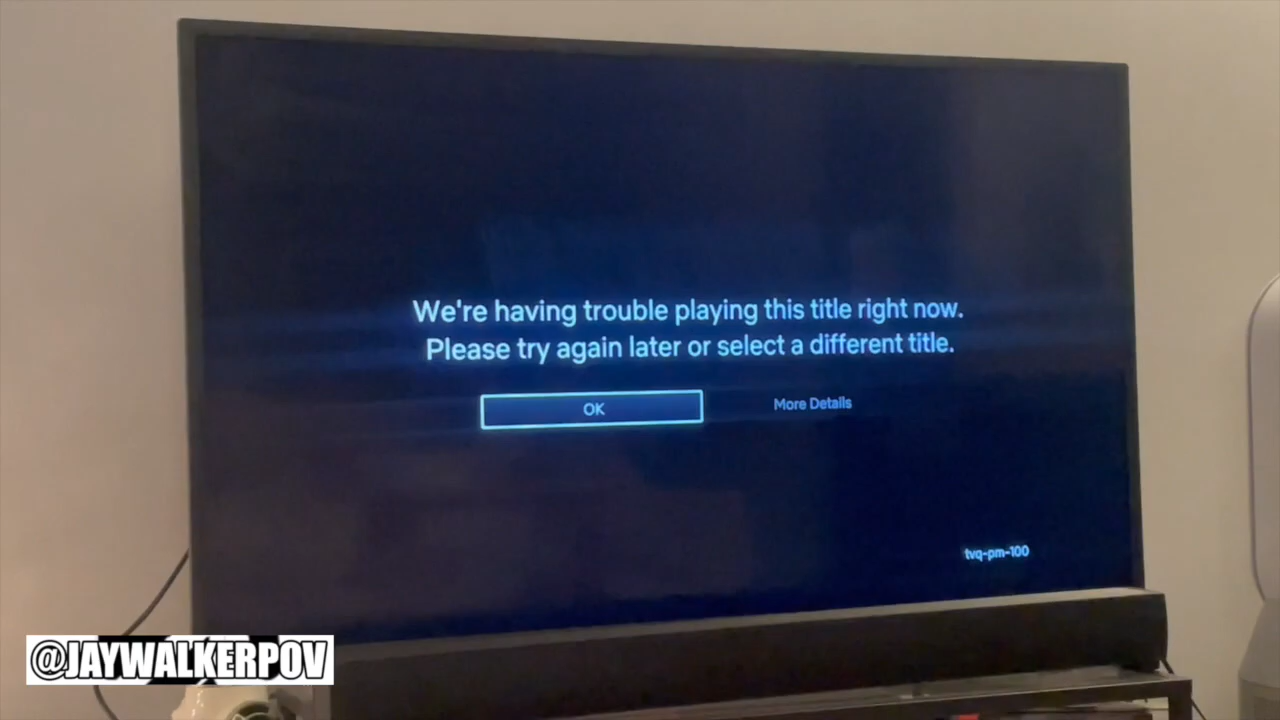 We're having trouble playing this title right now.
Please try again later or select a different title.
OK
More Details
tvq-pm-100
@JAYWALKERPOV